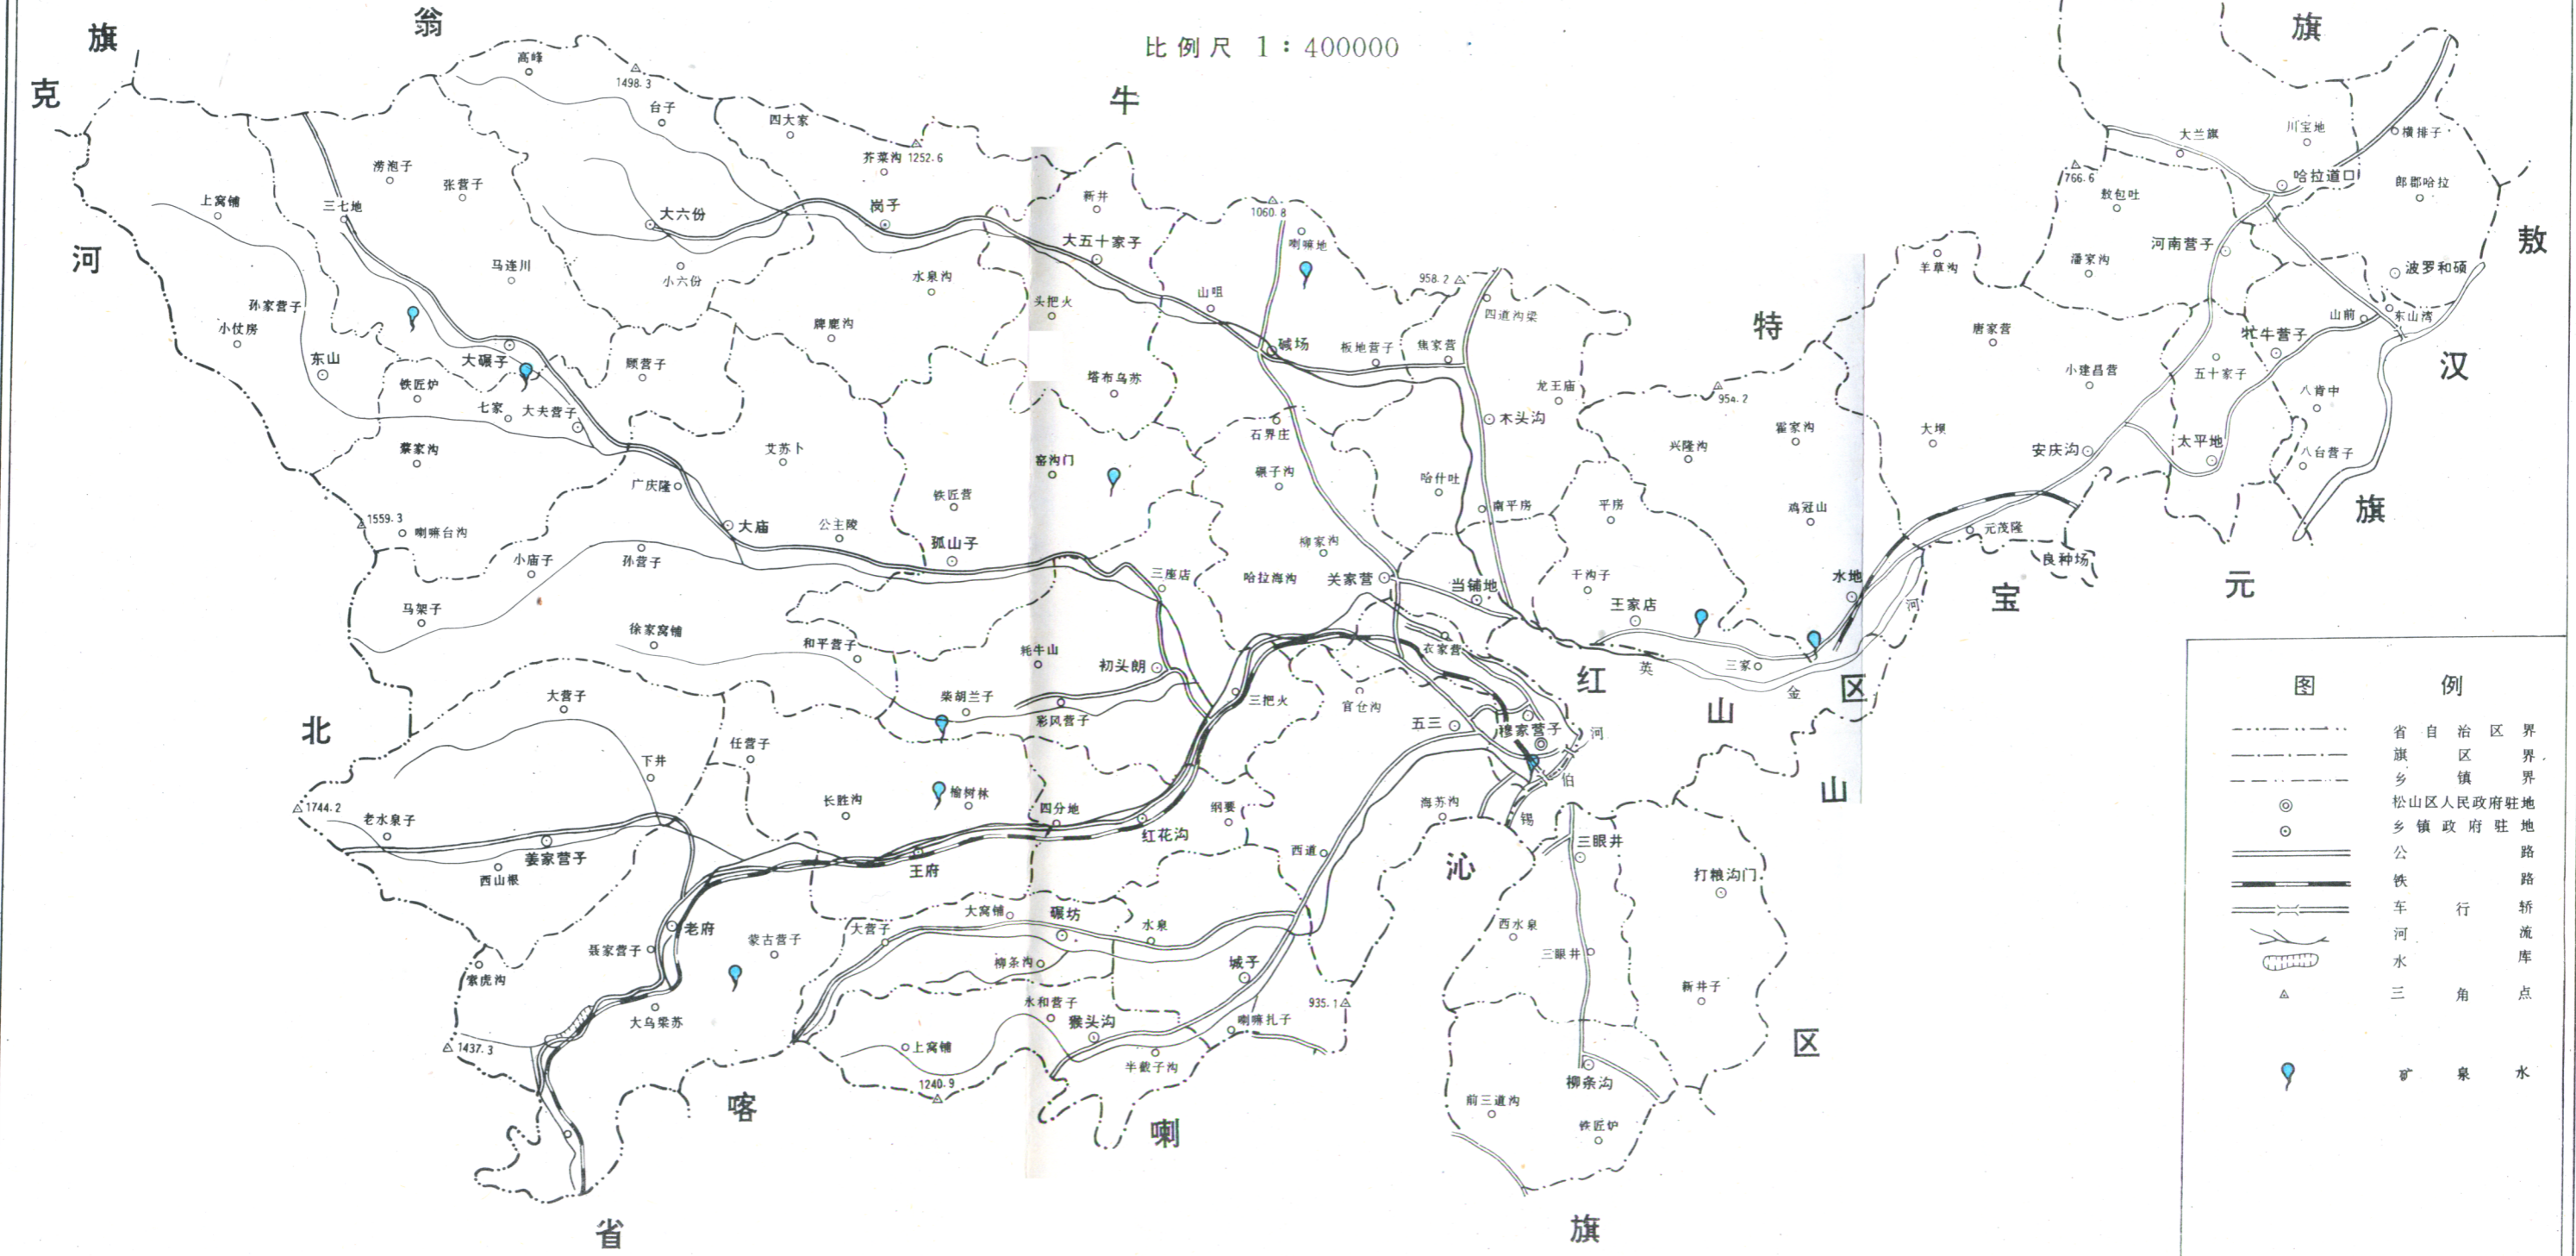 比例尺 1：400000
旗
翁
克
牛
旗
河
特
敖
汉
旗
北
红
山
区
宝
元
山
区
沁
喀
喇
省
旗
高峰
1498.3
台子
四大家
芥菜沟 1252.6
涝泡子
张营子
上窝铺
三七地
大六份
岗子
新井
大五十家子
1060.8
喇嘛地
马连川
小六份
水泉沟
头把火
山咀
958.2
四道沟梁
孙家营子
小仗房
东山
大碾子
铁匠炉
七家
大夫营子
顾营子
牌鹿沟
塔布乌苏
碱场
板地营子
焦家营
龙王庙
木头沟
954.2
蔡家沟
艾苏卜
广庆隆
铁匠营
窑沟门
石界庄
碾子沟
哈什吐
南平房
兴隆沟
霍家沟
平房
鸡冠山
1559.3
喇嘛台沟
大庙
公主陵
孤山子
小庙子
孙营子
三座店
柳家沟
哈拉海沟
关家营
当铺地
干沟子
王家店
水地
马架子
徐家窝铺
和平营子
牦牛山
初头朗
衣家营
英
三家
金
河
柴胡兰子
彩凤营子
三把火
官仓沟
五三
穆家营子
河
伯
锡
大营子
下井
任营子
1744.2
老水泉子
长胜沟
榆树林
四分地
红花沟
纲要
海苏沟
西道
姜家营子
西山根
王府
三眼井
打粮沟门
老府
聂家营子
蒙古营子
大营子
大窝铺
碾坊
水泉
柳条沟
城子
西水泉
三眼井
新井子
索虎沟
大乌梁苏
1437.3
水和营子
猴头沟
喇嘛扎子
935.1
上窝铺
半截子沟
1240.9
柳条沟
前三道沟
铁匠炉
大兰旗
川宝地
横排子
766.6
哈拉道口
敖包吐
郎郡哈拉
羊草沟
潘家沟
河南营子
波罗和硕
唐家营
山前
东山湾
牤牛营子
小建昌营
五十家子
八肯中
大坝
安庆沟
太平地
八台营子
元茂隆
良种场
图 例
省自治区界
旗区界
乡镇界
松山区人民政府驻地
乡镇政府驻地
公路
铁路
车行轿
河流
水库
三角点
矿泉水